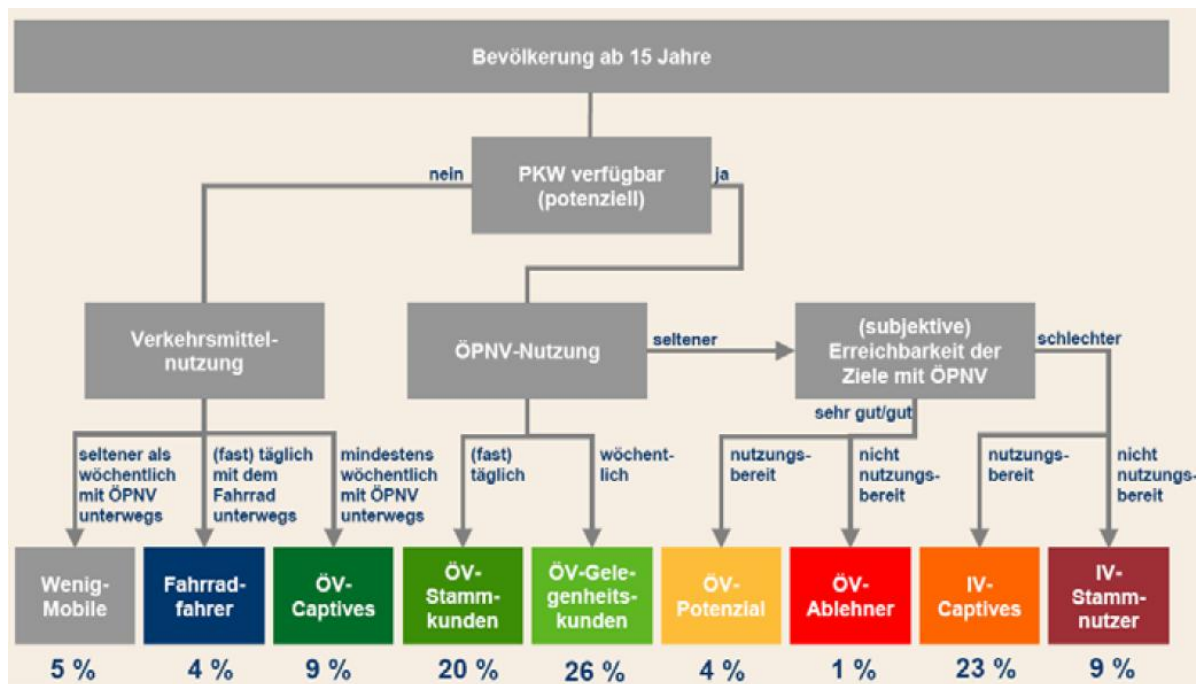 Bevölkerung ab 15 Jahre
nein
PKW verfügbar
(potenziell)
ja
Verkehrsmittel-
nutzung
ÖPNV-Nutzung
seltener
(subjektive)
Erreichbarkeit der
Ziele mit ÖPNV
schlechter
sehr gut/gut
seltener als
wöchentlich
mit ÖPNV
unterwegs
(fast) täglich
mit dem
Fahrrad
unterwegs
mindestens
wöchentlich
mit ÖPNV
unterwegs
(fast)
täglich
wöchent-
lich
nutzungs-
bereit
nicht
nutzungs-
bereit
nutzungs-
bereit
nicht
nutzungs-
bereit
Wenig-
Mobile
Fahrrad-
fahrer
ÖV-
Captives
ÖV-
Stamm-
kunden
ÖV-Gele-
genheits-
kunden
ÖV-
Potenzial
ÖV-
Ablehner
IV-
Captives
IV-
Stamm-
nutzer
5 %
4 %
9 %
20 %
26 %
4 %
1 %
23 %
9 %